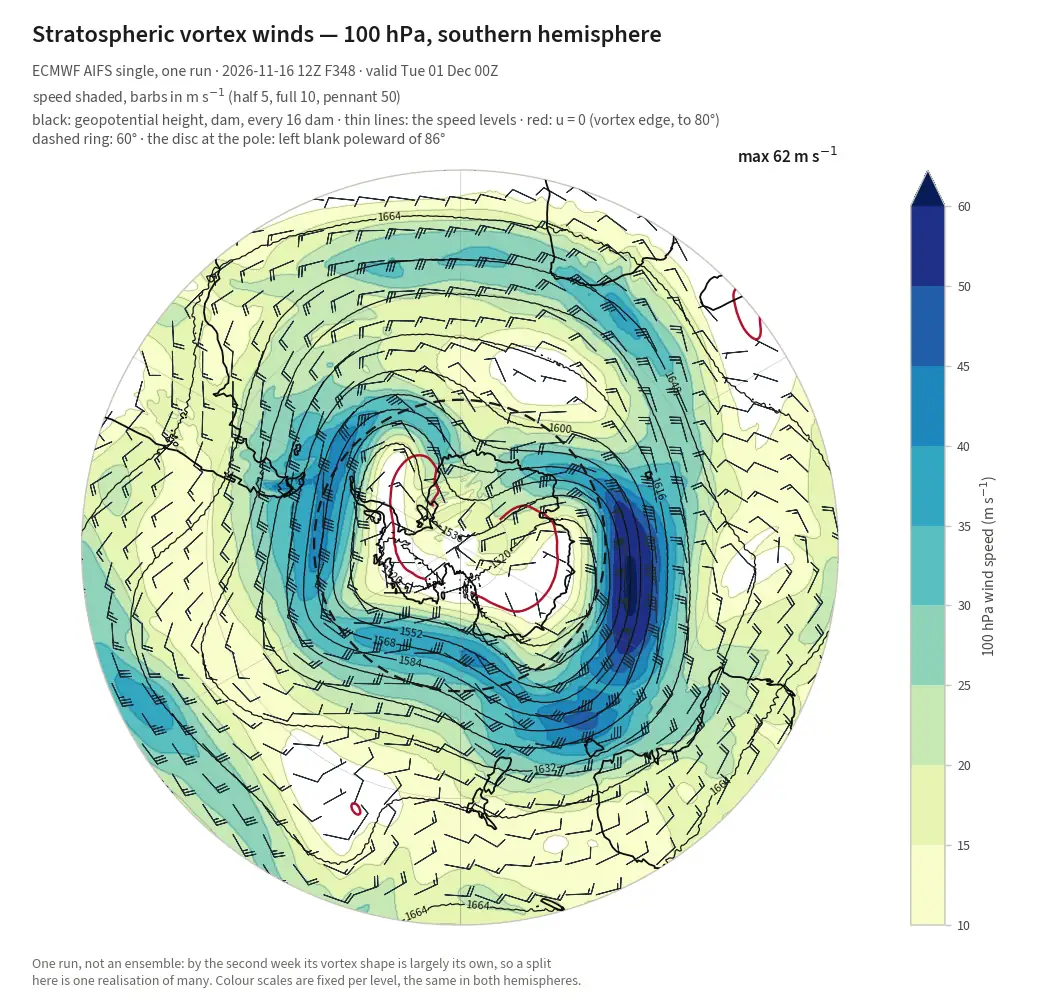 Stratospheric vortex winds — 100 hPa, southern hemisphere
ECMWF AIFS single, one run · 2026-11-16 12Z F348 · valid Tue 01 Dec 00Z
speed shaded, barbs in m s⁻¹ (half 5, full 10, pennant 50)
black: geopotential height, dam, every 16 dam · thin lines: the speed levels · red: u = 0 (vortex edge, to 80°)
dashed ring: 60° · the disc at the pole: left blank poleward of 86°
max 62 m s⁻¹
1664
1648
1600
1616
1520
1552
1568
1584
1632
1664
1664
60
50
45
40
35
30
25
20
15
10
100 hPa wind speed (m s⁻¹)
One run, not an ensemble: by the second week its vortex shape is largely its own, so a split
here is one realisation of many. Colour scales are fixed per level, the same in both hemispheres.